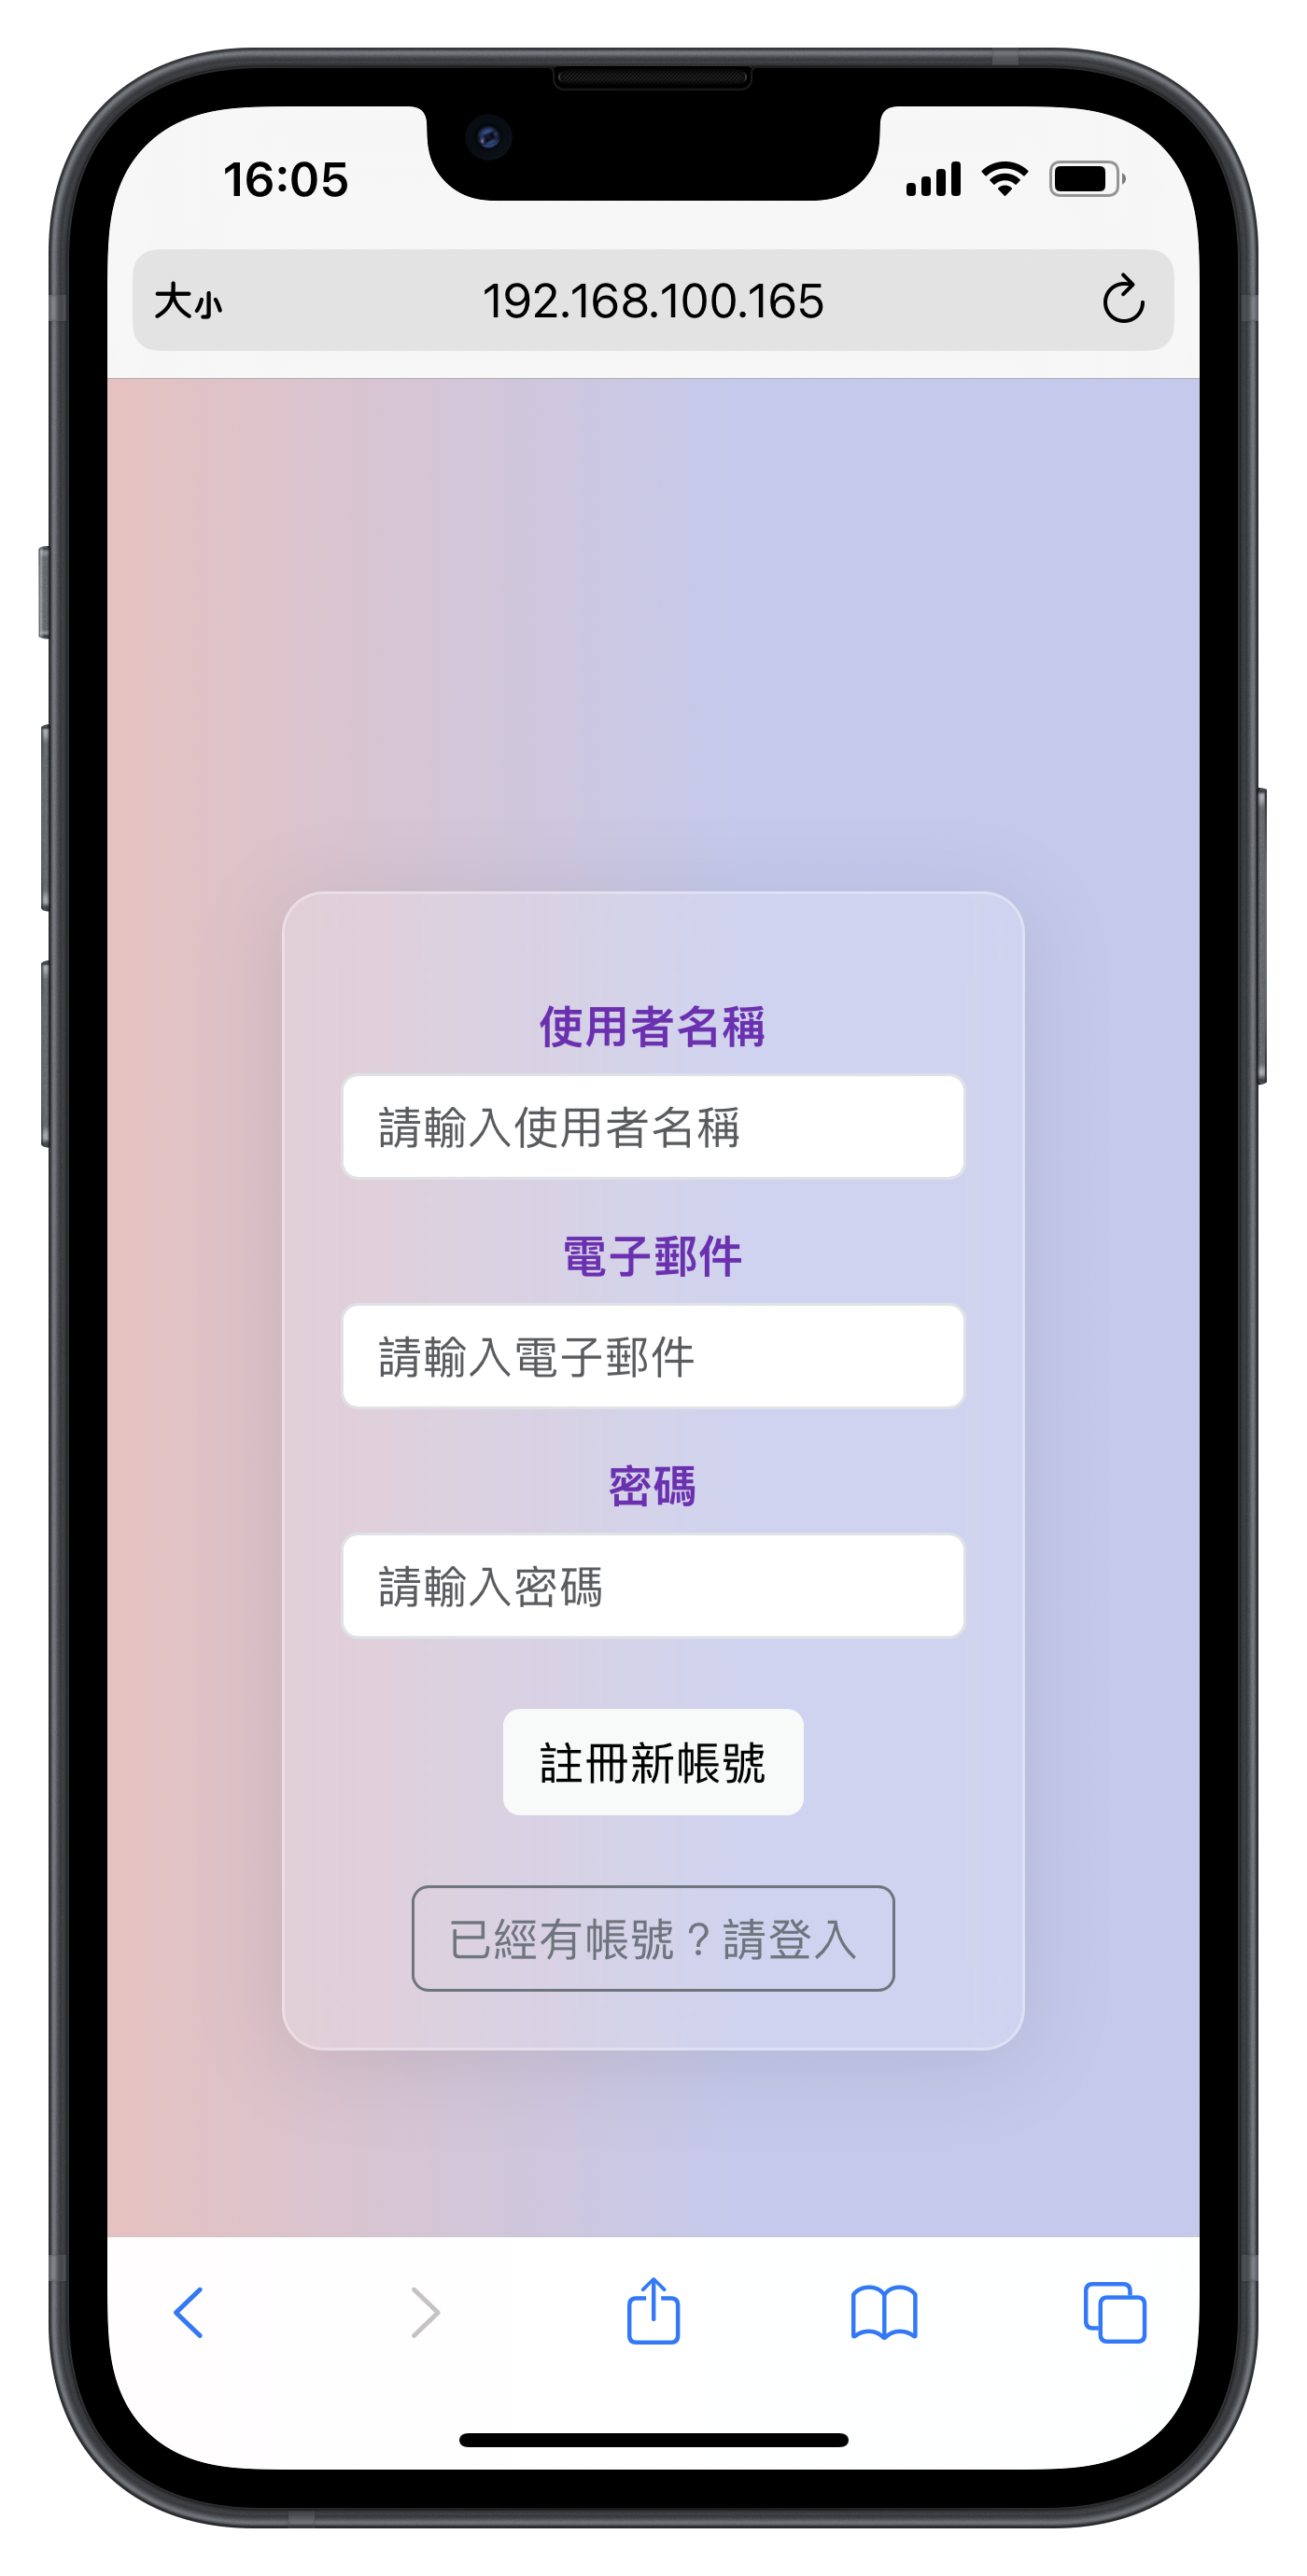 16:05
大小
192.168.100.165
使用者名稱
請輸入使用者名稱
電子郵件
請輸入電子郵件
密碼
請輸入密碼
註冊新帳號
已經有帳號？請登入